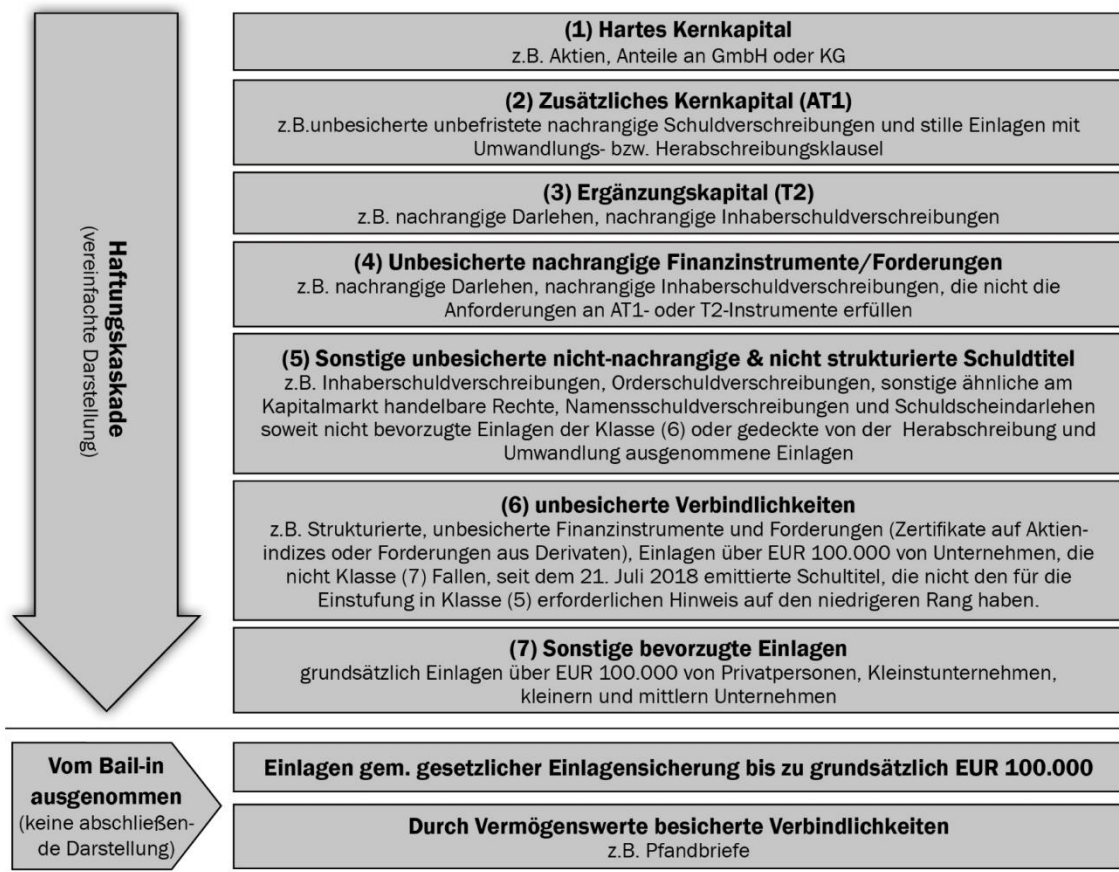 Haftungskaskade
(vereinfachte Darstellung)
(1) Hartes Kernkapital
z.B. Aktien, Anteile an GmbH oder KG
(2) Zusätzliches Kernkapital (AT1)
z.B.unbesicherte unbefristete nachrangige Schuldverschreibungen und stille Einlagen mit
Umwandlungs- bzw. Herabschreibungsklausel
(3) Ergänzungskapital (T2)
z.B. nachrangige Darlehen, nachrangige Inhaberschuldverschreibungen
(4) Unbesicherte nachrangige Finanzinstrumente/Forderungen
z.B. nachrangige Darlehen, nachrangige Inhaberschuldverschreibungen, die nicht die
Anforderungen an AT1- oder T2-Instrumente erfüllen
(5) Sonstige unbesicherte nicht-nachrangige & nicht strukturierte Schuldtitel
z.B. Inhaberschuldverschreibungen, Orderschuldverschreibungen, sonstige ähnliche am
Kapitalmarkt handelbare Rechte, Namensschuldverschreibungen und Schuldscheindarlehen
soweit nicht bevorzugte Einlagen der Klasse (6) oder gedeckte von der Herabschreibung und
Umwandlung ausgenommene Einlagen
(6) unbesicherte Verbindlichkeiten
z.B. Strukturierte, unbesicherte Finanzinstrumente und Forderungen (Zertifikate auf Aktien-
indizes oder Forderungen aus Derivaten), Einlagen über EUR 100.000 von Unternehmen, die
nicht Klasse (7) Fallen, seit dem 21. Juli 2018 emittierte Schultitel, die nicht den für die
Einstufung in Klasse (5) erforderlichen Hinweis auf den niedrigeren Rang haben.
(7) Sonstige bevorzugte Einlagen
grundsätzlich Einlagen über EUR 100.000 von Privatpersonen, Kleinstunternehmen,
kleinern und mittlern Unternehmen
Vom Bail-in
ausgenommen
(keine abschließen-
de Darstellung)
Einlagen gem. gesetzlicher Einlagensicherung bis zu grundsätzlich EUR 100.000
Durch Vermögenswerte besicherte Verbindlichkeiten
z.B. Pfandbriefe